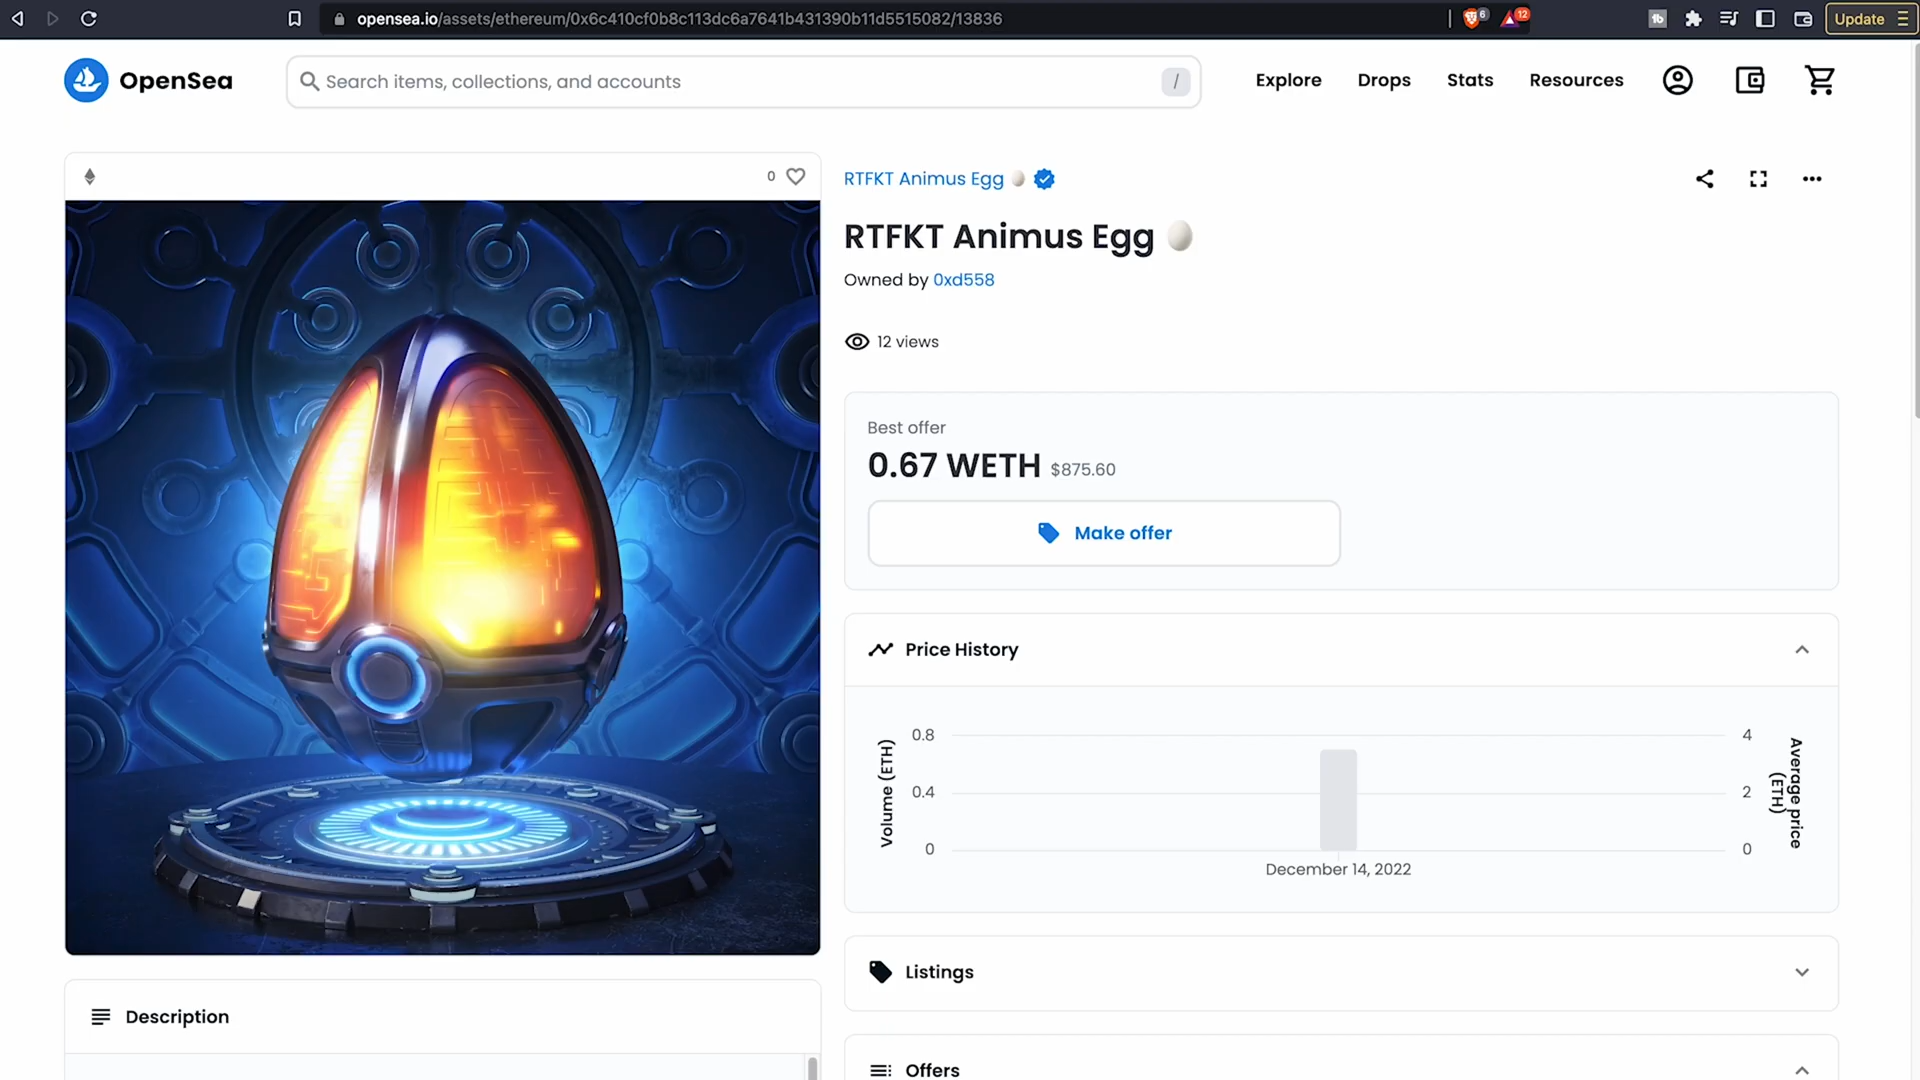 opensea.io/assets/ethereum/0x6c410cf0b8c113dc6a7641b431390b11d5515082/13836
6
12
1b
Update
OpenSea
Search items, collections, and accounts
/
Explore
Drops
Stats
Resources
0
RTFKT Animus Egg
RTFKT Animus Egg
Owned by 0xd558
12 views
Best offer
0.67 WETH $875.60
Make offer
Price History
Volume (ETH)
0.8
0.4
0
4
2
0
Average price (ETH)
December 14, 2022
Listings
Description
Offers